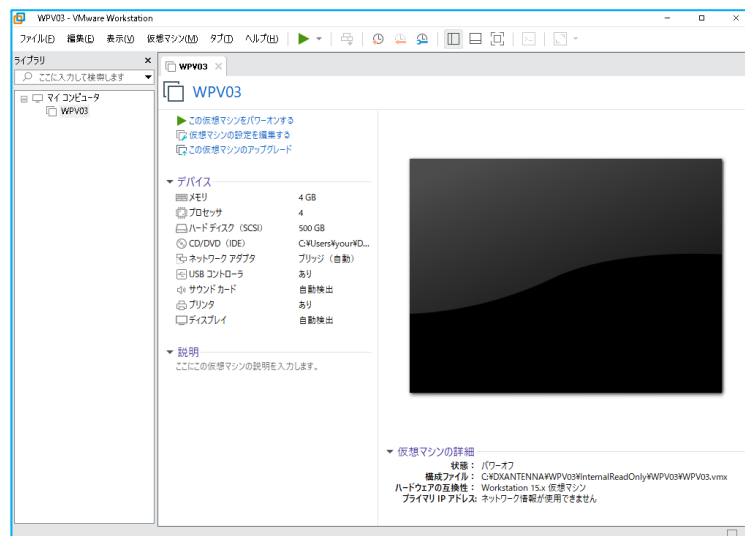 WPV03 - VMware Workstation
ファイル(F) 編集(E) 表示(V) 仮想マシン(M) タブ(T) ヘルプ(H)
ライブラリ
ここに入力して検索します
マイ コンピュータ
WPV03
WPV03
WPV03
この仮想マシンをパワーオンする
仮想マシンの設定を編集する
この仮想マシンのアップグレード
デバイス
メモリ 4 GB
プロセッサ 4
ハード ディスク (SCSI) 500 GB
CD/DVD (IDE) C:¥Users¥your¥D...
ネットワーク アダプタ ブリッジ (自動)
USB コントローラ あり
サウンド カード 自動検出
プリンタ あり
ディスプレイ 自動検出
説明
ここにこの仮想マシンの説明を入力します。
仮想マシンの詳細
状態: パワーオフ
構成ファイル: C:¥DXANTENNA¥WPV03¥InternalReadOnly¥WPV03¥WPV03.vmx
ハードウェアの互換性: Workstation 15.x 仮想マシン
プライマリ IP アドレス: ネットワーク情報が使用できません